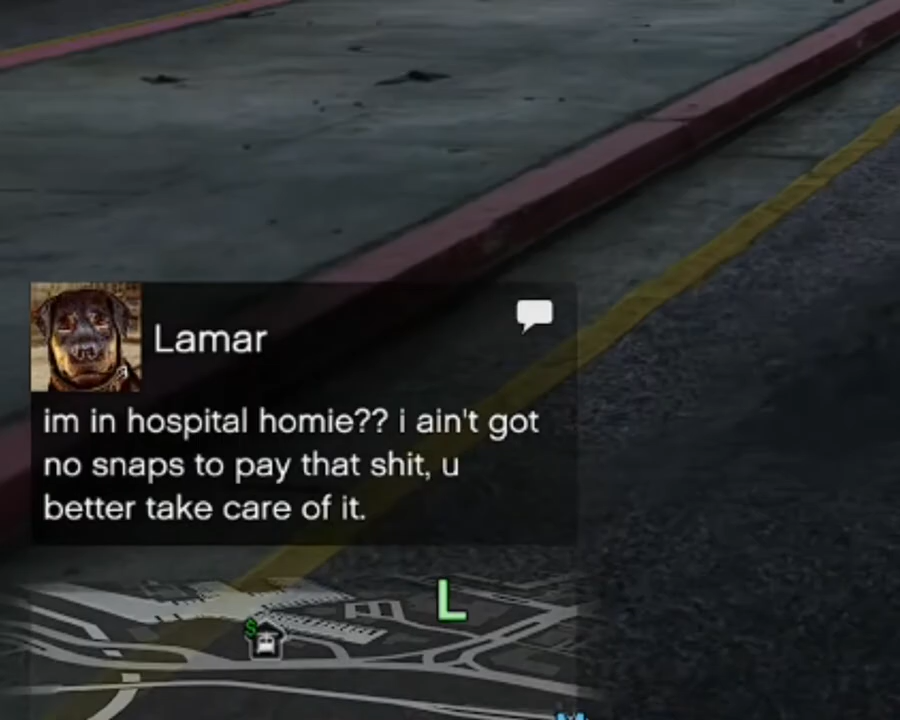 Lamar
im in hospital homie?? i ain't got
no snaps to pay that shit, u
better take care of it.
L
$